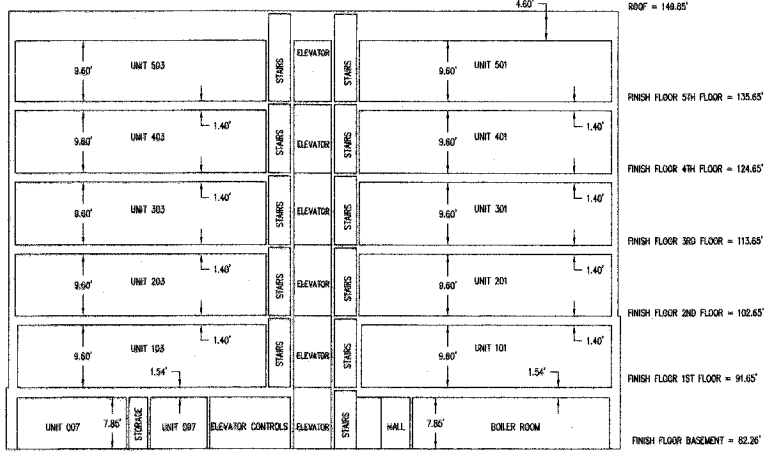 4.60'
ROOF = 149.85'
9.60'
UNIT 503
STAIRS
ELEVATOR
STAIRS
9.60'
UNIT 501
FINISH FLOOR 5TH FLOOR = 135.65'
9.60'
UNIT 403
1.40'
STAIRS
ELEVATOR
STAIRS
9.60'
UNIT 401
1.40'
FINISH FLOOR 4TH FLOOR = 124.65'
9.60'
UNIT 303
1.40'
STAIRS
ELEVATOR
STAIRS
9.60'
UNIT 301
1.40'
FINISH FLOOR 3RD FLOOR = 113.65'
9.60'
UNIT 203
1.40'
STAIRS
ELEVATOR
STAIRS
9.60'
UNIT 201
1.40'
FINISH FLOOR 2ND FLOOR = 102.65'
9.60'
UNIT 103
1.40'
1.54'
STAIRS
ELEVATOR
STAIRS
9.60'
UNIT 101
1.40'
1.54'
FINISH FLOOR 1ST FLOOR = 91.65'
UNIT 007
7.85'
STORAGE
ELEVATOR CONTROLS
ELEVATOR
STAIRS
HALL
7.85'
BOILER ROOM
FINISH FLOOR BASEMENT = 82.26'